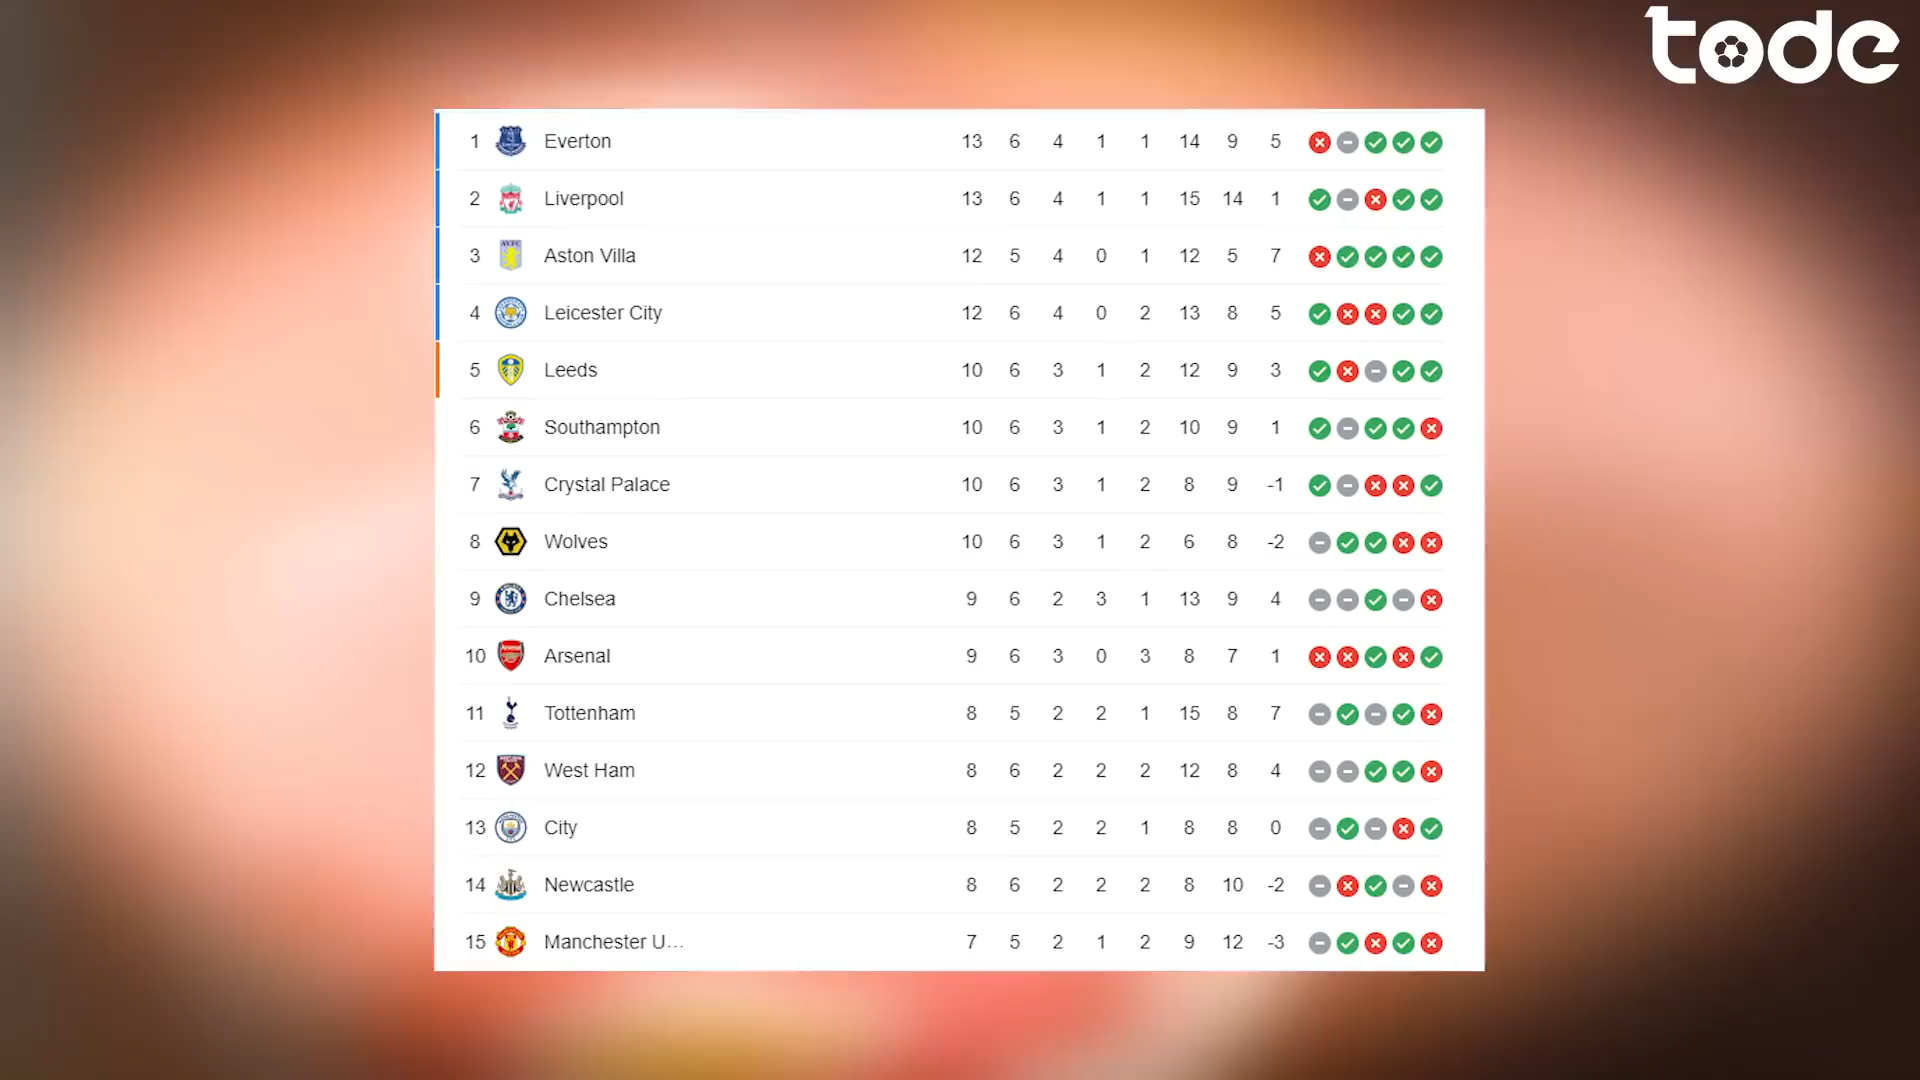 tode
1 Everton 13 6 4 1 1 14 9 5
2 Liverpool 13 6 4 1 1 15 14 1
3 Aston Villa 12 5 4 0 1 12 5 7
4 Leicester City 12 6 4 0 2 13 8 5
5 Leeds 10 6 3 1 2 12 9 3
6 Southampton 10 6 3 1 2 10 9 1
7 Crystal Palace 10 6 3 1 2 8 9 -1
8 Wolves 10 6 3 1 2 6 8 -2
9 Chelsea 9 6 2 3 1 13 9 4
10 Arsenal 9 6 3 0 3 8 7 1
11 Tottenham 8 5 2 2 1 15 8 7
12 West Ham 8 6 2 2 2 12 8 4
13 City 8 5 2 2 1 8 8 0
14 Newcastle 8 6 2 2 2 8 10 -2
15 Manchester U... 7 5 2 1 2 9 12 -3